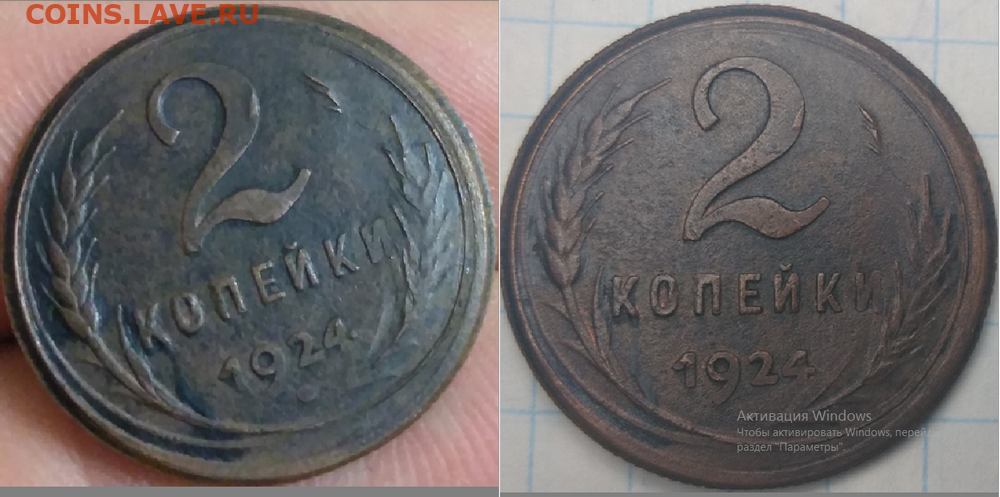 COINS.LAVE.RU
2
КОПЕЙКИ
1924
2
КОПЕЙКИ
1924
Активация Windows
Чтобы активировать Windows, перей
раздел "Параметры".